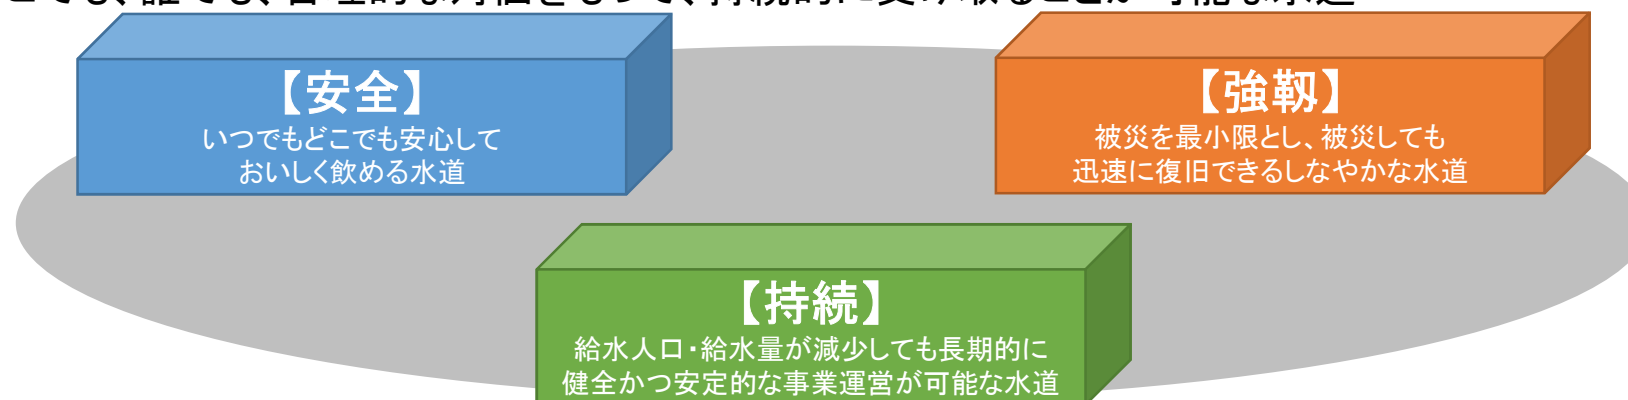 【安全】
いつでもどこでも安心して
おいしく飲める水道
【強靱】
被災を最小限とし、被災しても
迅速に復旧できるしなやかな水道
【持続】
給水人口・給水量が減少しても長期的に
健全かつ安定的な事業運営が可能な水道